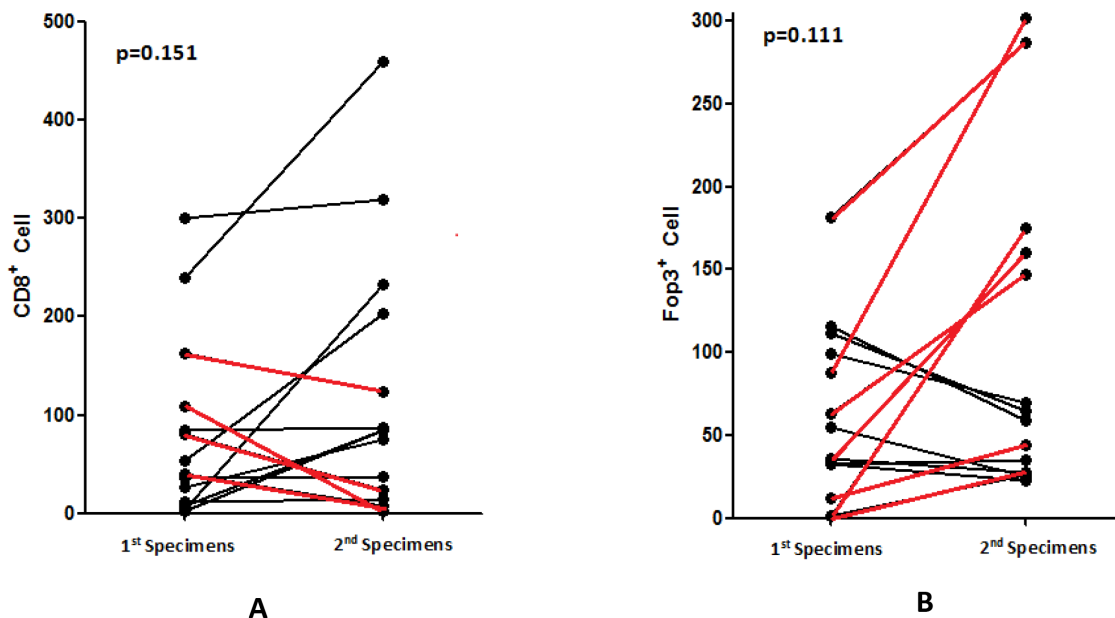 500
400
300
200
100
0
CD8⁺ Cell
p=0.151
1ˢᵗ Specimens
2ⁿᵈ Specimens
A
300
250
200
150
100
50
0
Fop3⁺ Cell
p=0.111
1ˢᵗ Specimens
2ⁿᵈ Specimens
B